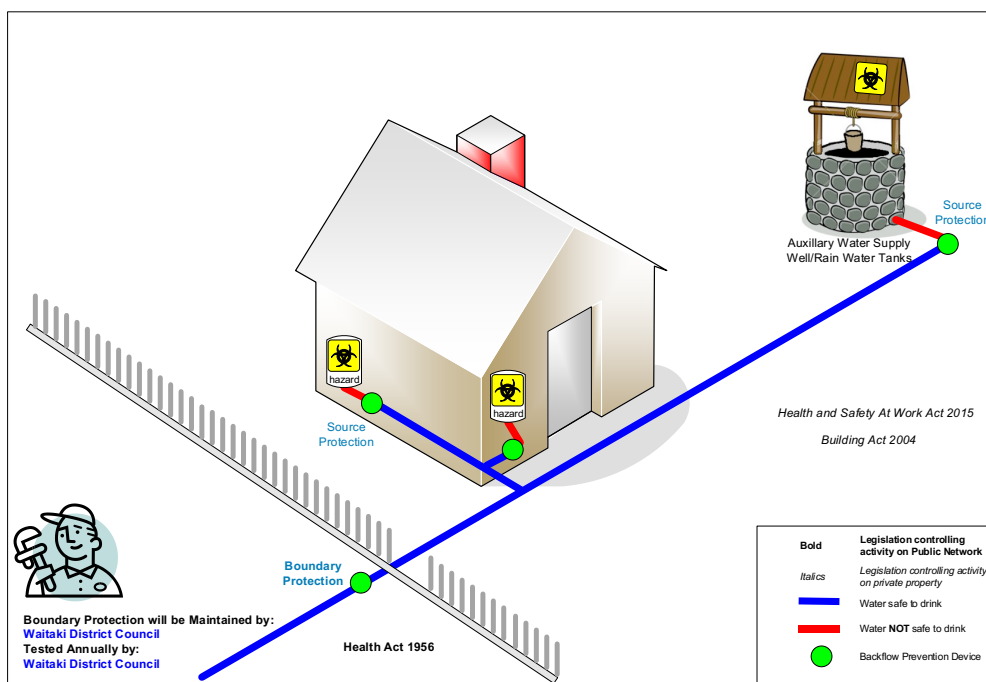 Source
Protection
Auxillary Water Supply
Well/Rain Water Tanks
hazard
hazard
Source
Protection
Health and Safety At Work Act 2015
Building Act 2004
Boundary
Protection
Boundary Protection will be Maintained by:
Waitaki District Council
Tested Annually by:
Waitaki District Council
Health Act 1956
Bold Legislation controlling
activity on Public Network
Italics Legislation controlling activity
on private property
Water safe to drink
Water NOT safe to drink
Backflow Prevention Device